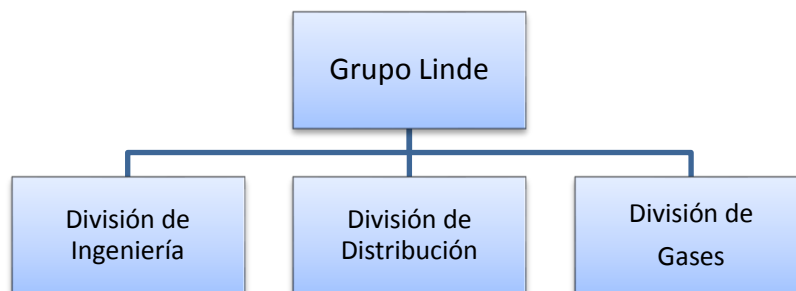 Grupo Linde
División de
Ingeniería
División de
Distribución
División de
Gases